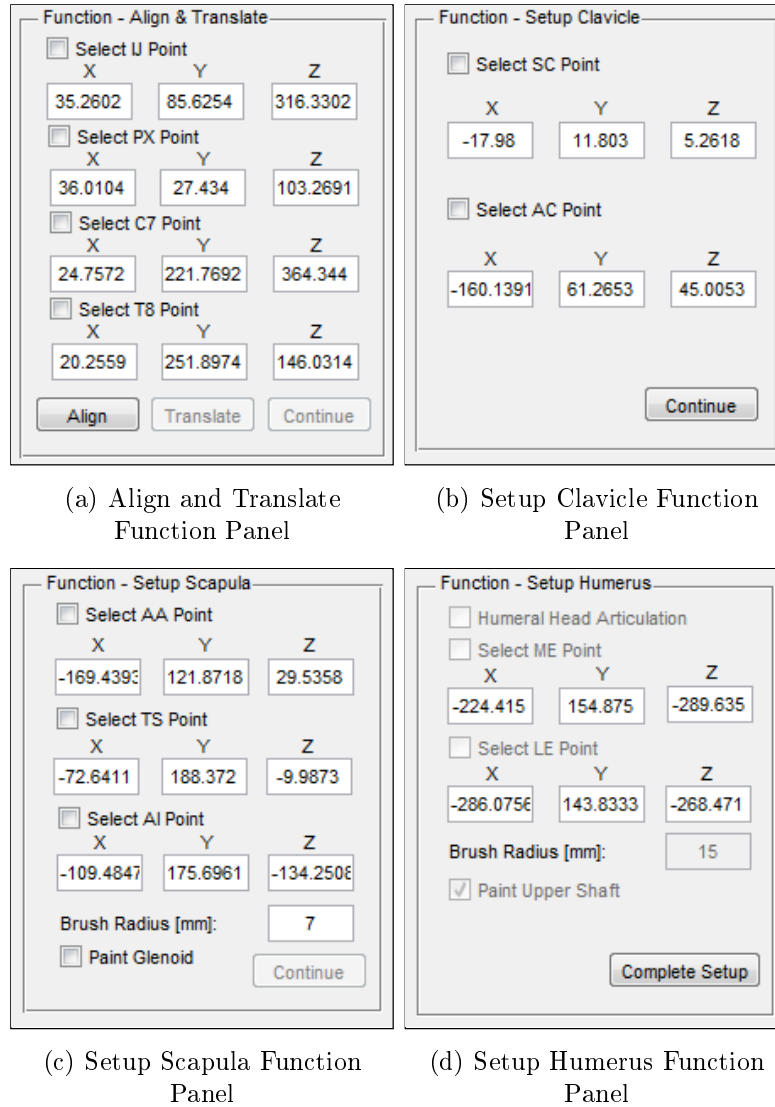 Function - Align & Translate
Select IJ Point
X Y Z
35.2602 85.6254 316.3302
Select PX Point
X Y Z
36.0104 27.434 103.2691
Select C7 Point
X Y Z
24.7572 221.7692 364.344
Select T8 Point
X Y Z
20.2559 251.8974 146.0314
Align Translate Continue
(a) Align and Translate
Function Panel
Function - Setup Clavicle
Select SC Point
X Y Z
-17.98 11.803 5.2618
Select AC Point
X Y Z
-160.1391 61.2653 45.0053
Continue
(b) Setup Clavicle Function
Panel
Function - Setup Scapula
Select AA Point
X Y Z
-169.4393 121.8718 29.5358
Select TS Point
X Y Z
-72.6411 188.372 -9.9873
Select AI Point
X Y Z
-109.4847 175.6961 -134.2508
Brush Radius [mm]: 7
Paint Glenoid
Continue
(c) Setup Scapula Function
Panel
Function - Setup Humerus
Humeral Head Articulation
Select ME Point
X Y Z
-224.415 154.875 -289.635
Select LE Point
X Y Z
-286.0756 143.8333 -268.471
Brush Radius [mm]: 15
Paint Upper Shaft
Complete Setup
(d) Setup Humerus Function
Panel